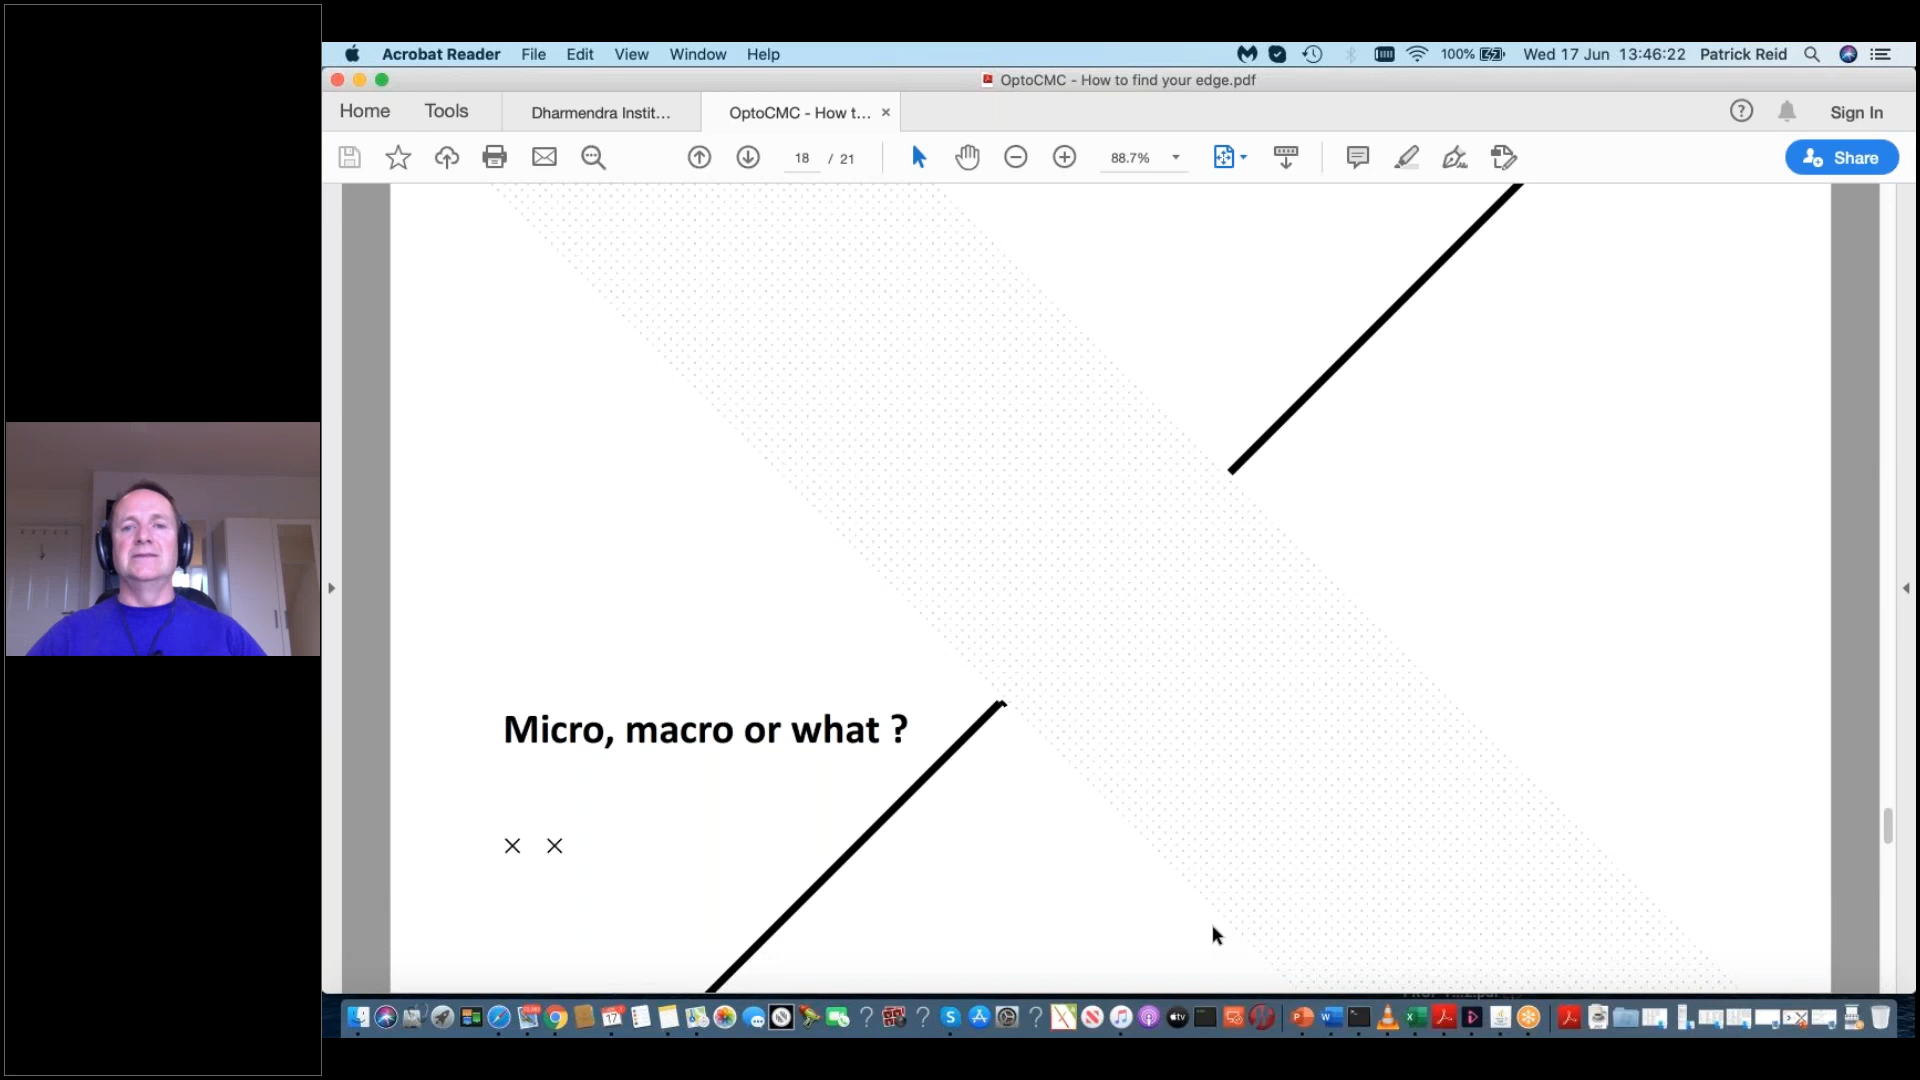 Acrobat Reader File Edit View Window Help 100% Wed 17 Jun 13:46:22 Patrick Reid
OptoCMC - How to find your edge.pdf
Home Tools Dharmendra Instit... OptoCMC - How t... × Sign In
18 / 21 88.7% Share
Micro, macro or what ?
× ×